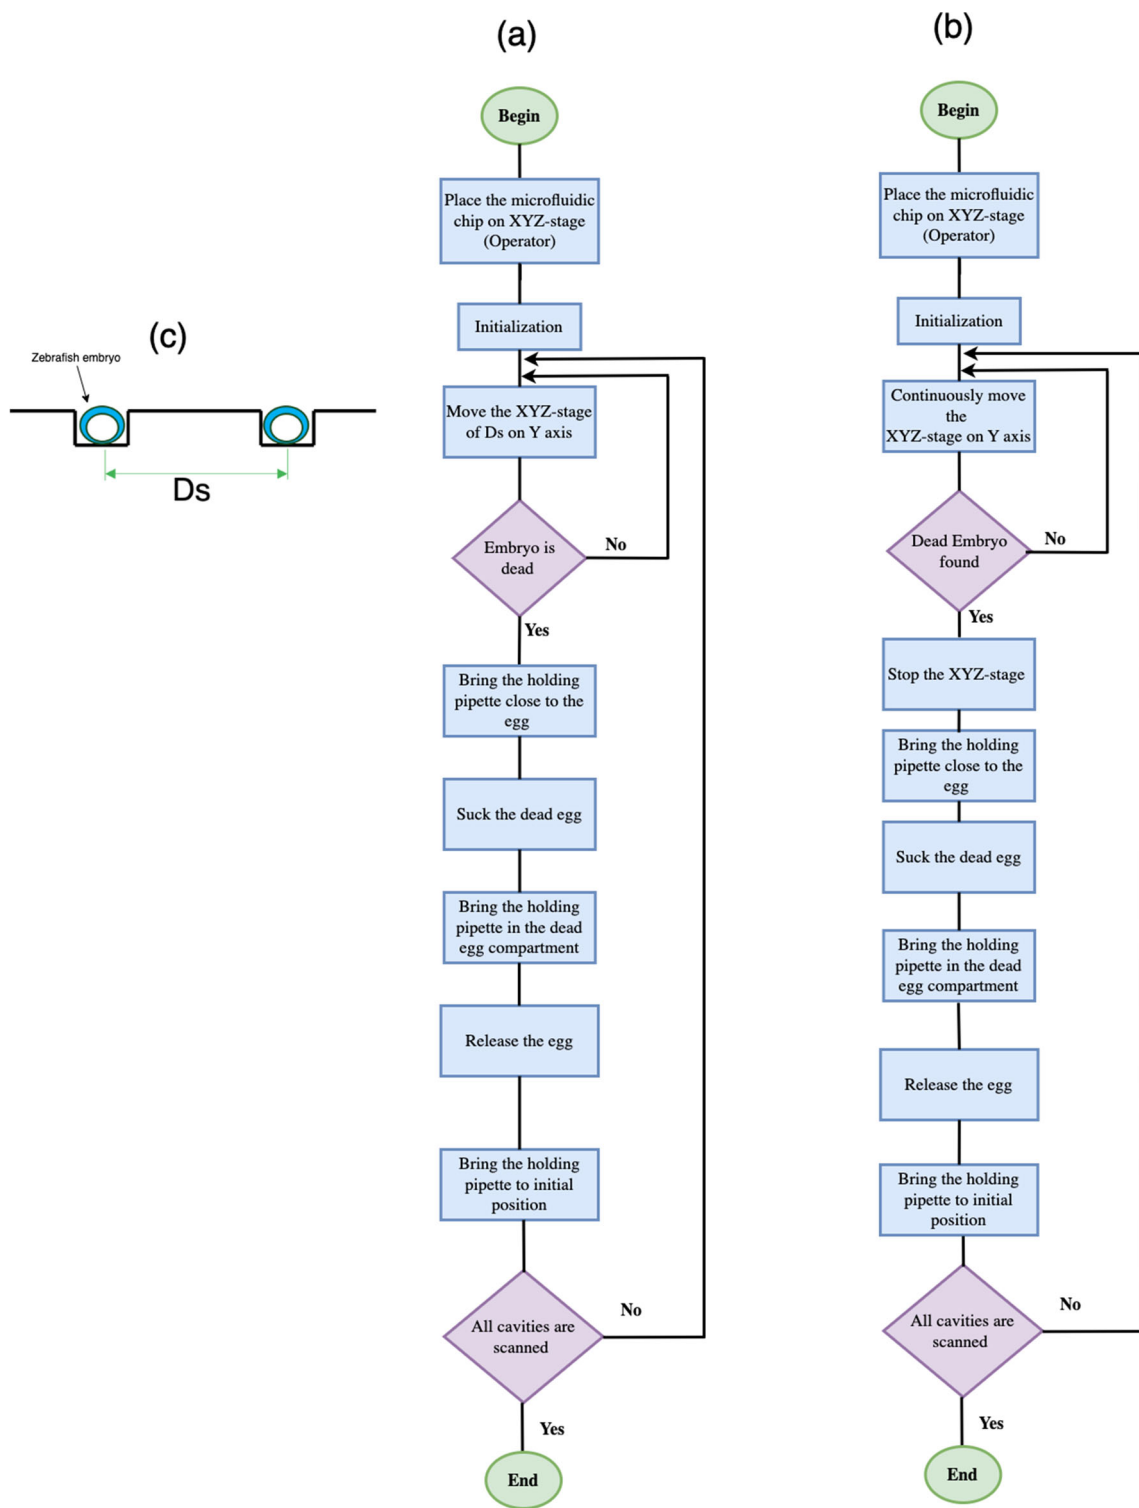 (a)
Begin
Place the microfluidic
chip on XYZ-stage
(Operator)
Initialization
Move the XYZ-stage
of Ds on Y axis
Embryo is
dead
No
Yes
Bring the holding
pipette close to the
egg
Suck the dead egg
Bring the holding
pipette in the dead
egg compartment
Release the egg
Bring the holding
pipette to initial
position
All cavities are
scanned
No
Yes
End
(b)
Begin
Place the microfluidic
chip on XYZ-stage
(Operator)
Initialization
Continuously move
the
XYZ-stage on Y axis
Dead Embryo
found
No
Yes
Stop the XYZ-stage
Bring the holding
pipette close to the
egg
Suck the dead egg
Bring the holding
pipette in the dead
egg compartment
Release the egg
Bring the holding
pipette to initial
position
All cavities are
scanned
No
Yes
End
(c)
Zebrafish embryo
Ds